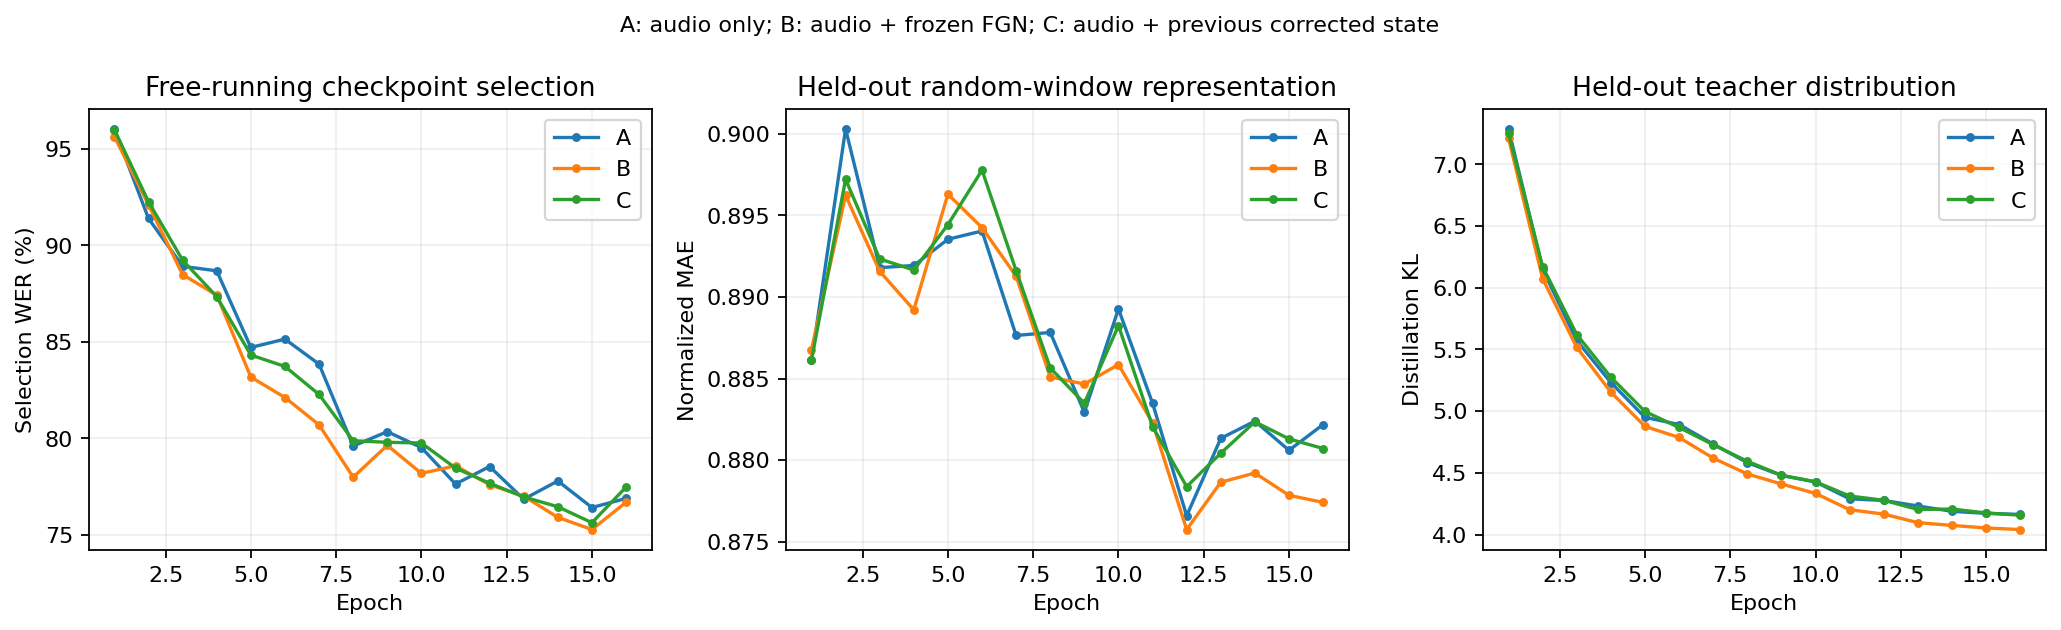 A: audio only; B: audio + frozen FGN; C: audio + previous corrected state
Free-running checkpoint selection
Selection WER (%)
95
90
85
80
75
2.5 5.0 7.5 10.0 12.5 15.0
Epoch
A
B
C
Held-out random-window representation
Normalized MAE
0.900
0.895
0.890
0.885
0.880
0.875
2.5 5.0 7.5 10.0 12.5 15.0
Epoch
A
B
C
Held-out teacher distribution
Distillation KL
7.0
6.5
6.0
5.5
5.0
4.5
4.0
2.5 5.0 7.5 10.0 12.5 15.0
Epoch
A
B
C